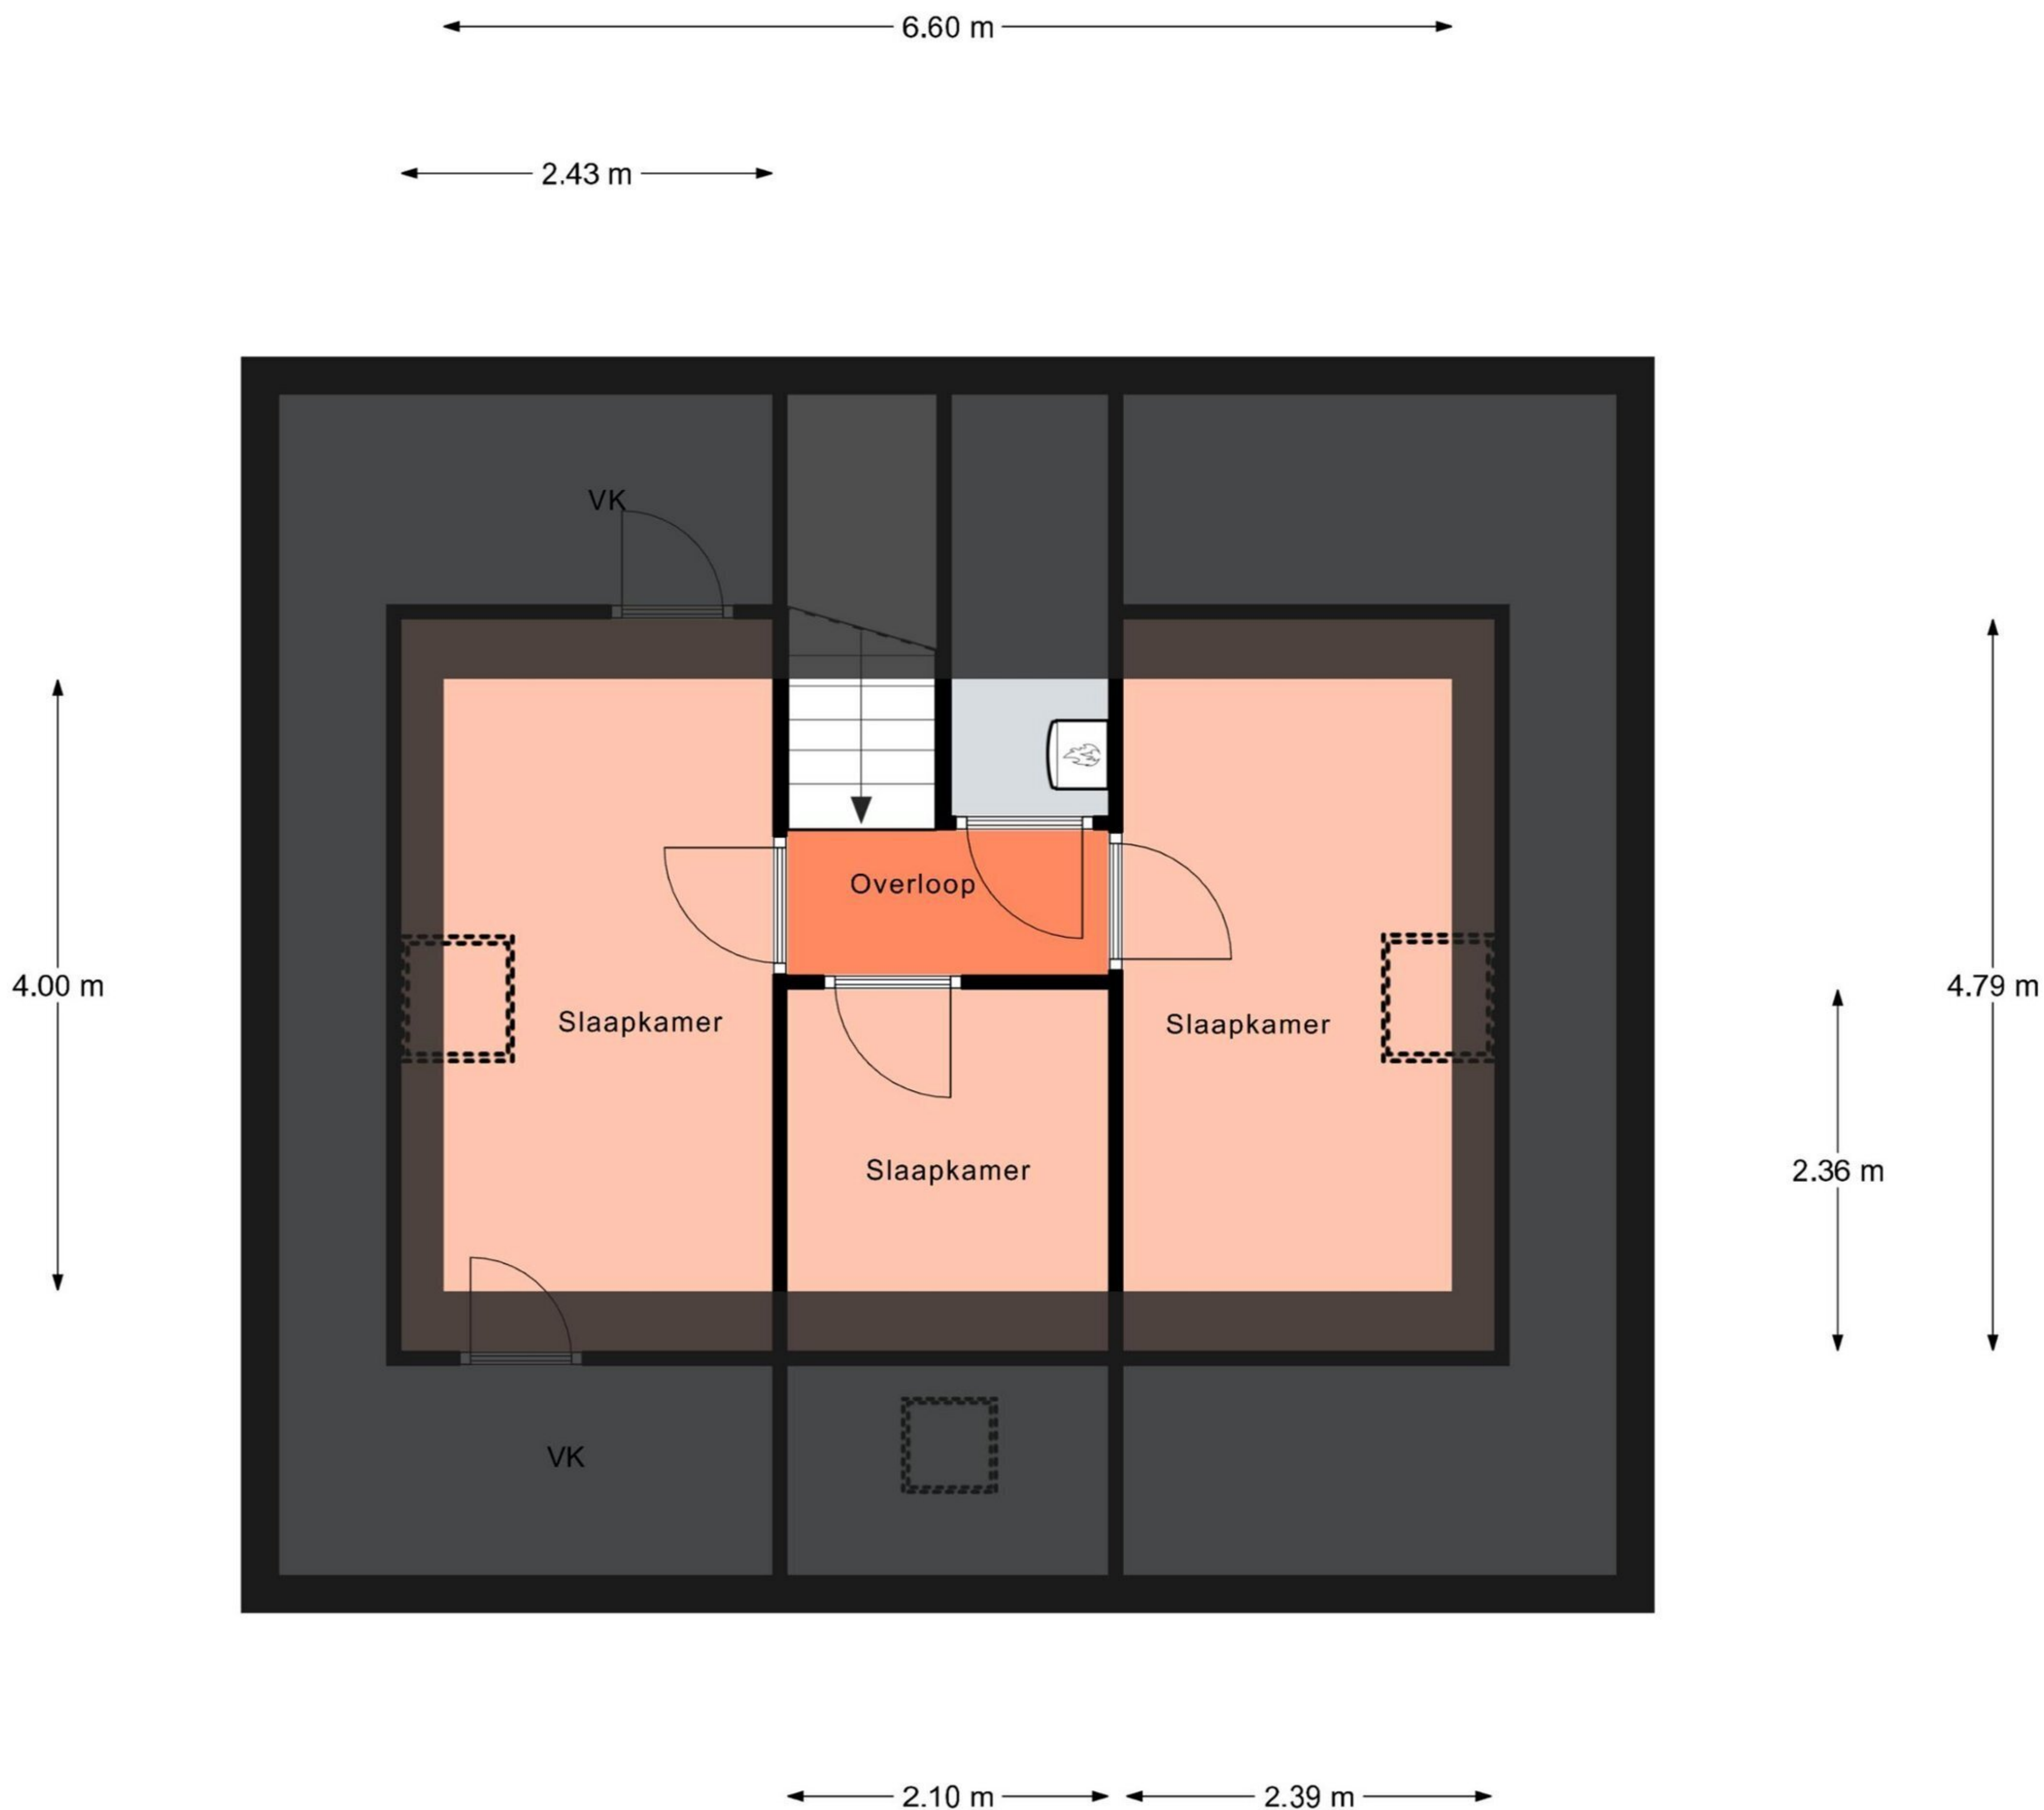 6.60 m
2.43 m
VK
Overloop
4.00 m
4.79 m
Slaapkamer
Slaapkamer
Slaapkamer
2.36 m
VK
2.10 m
2.39 m